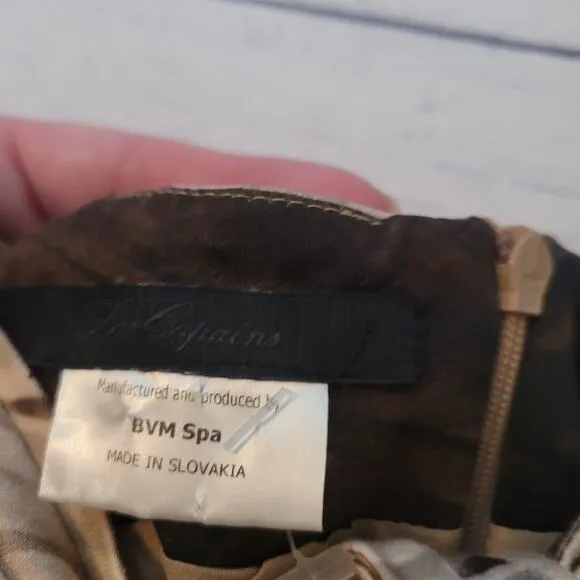 Les Copains
Manufactured and produced by
BVM Spa
MADE IN SLOVAKIA